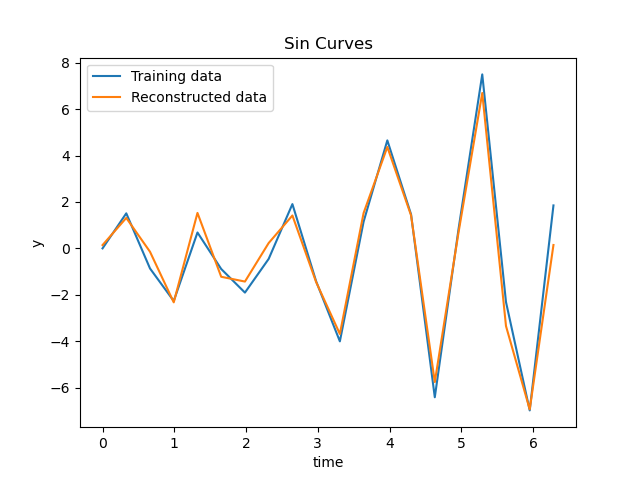 Sin Curves
Training data
Reconstructed data
y
8
6
4
2
0
−2
−4
−6
0 1 2 3 4 5 6
time